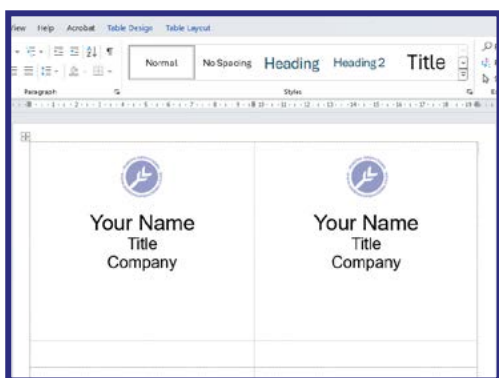 iew Help Acrobat Table Design Table Layout
Normal No Spacing Heading Heading 2 Title
Paragraph Styles
Your Name Your Name
Title Title
Company Company